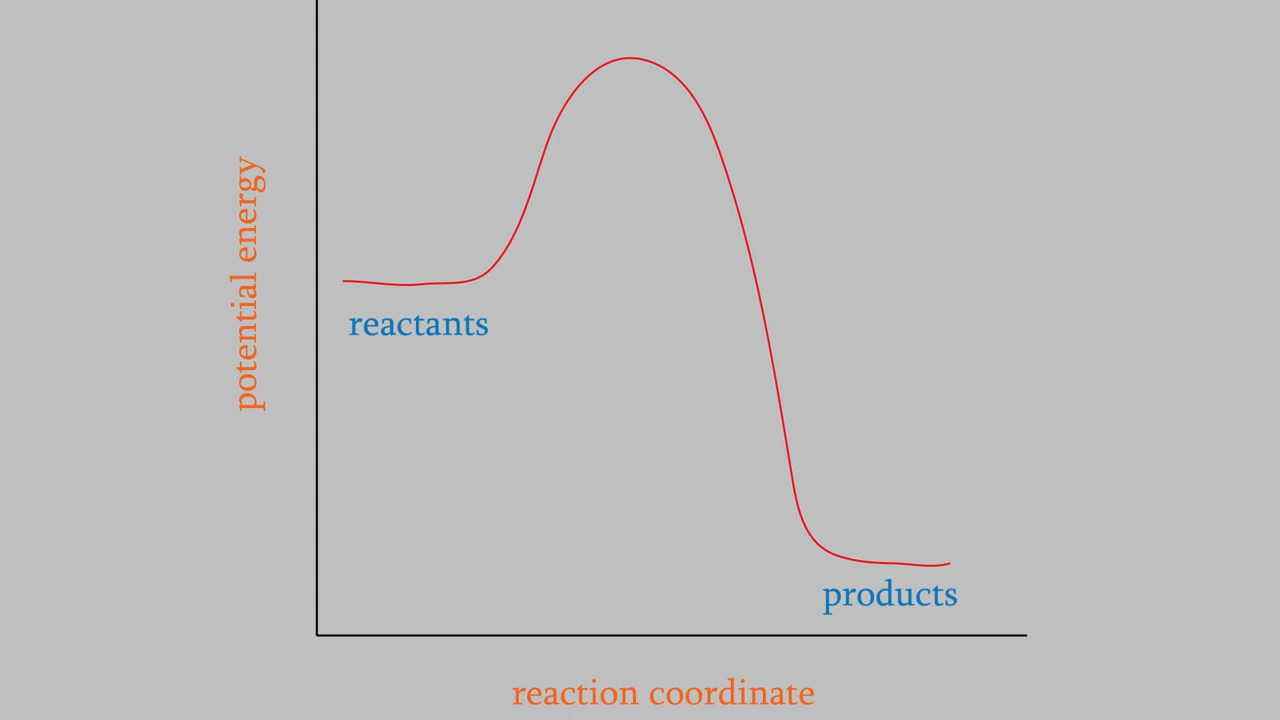 potential energy
reactants
products
reaction coordinate